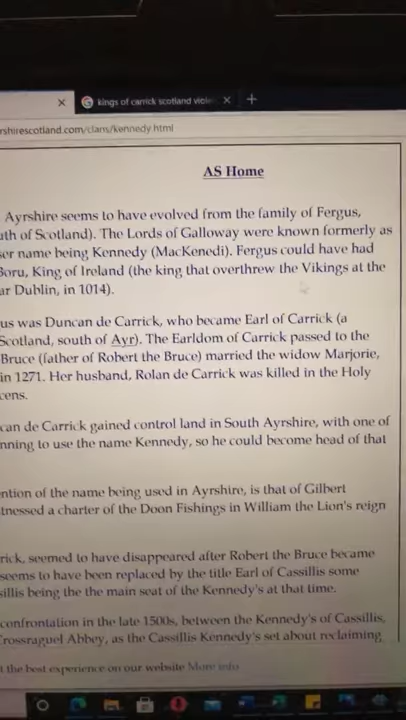 kings of carrick scotland viole
rshirescotland.com/clans/kennedy.html
AS Home
Ayrshire seems to have evolved from the family of Fergus,
uth of Scotland). The Lords of Galloway were known formerly as
ser name being Kennedy (MacKenedi). Fergus could have had
Boru, King of Ireland (the king that overthrew the Vikings at the
ar Dublin, in 1014).
us was Duncan de Carrick, who became Earl of Carrick (a
Scotland, south of Ayr). The Earldom of Carrick passed to the
Bruce (father of Robert the Bruce) married the widow Marjorie,
in 1271. Her husband, Rolan de Carrick was killed in the Holy
cens.
can de Carrick gained control land in South Ayrshire, with one of
nning to use the name Kennedy, so he could become head of that
ntion of the name being used in Ayrshire, is that of Gilbert
tnessed a charter of the Doon Fishings in William the Lion's reign
rick, seemed to have disappeared after Robert the Bruce became
seems to have been replaced by the title Earl of Cassillis some
sillis being the the main seat of the Kennedy's at that time.
confrontation in the late 1500s, between the Kennedy's of Cassillis,
Crossraguel Abbey, as the Cassillis Kennedy's set about reclaiming
t the best experience on our website More info